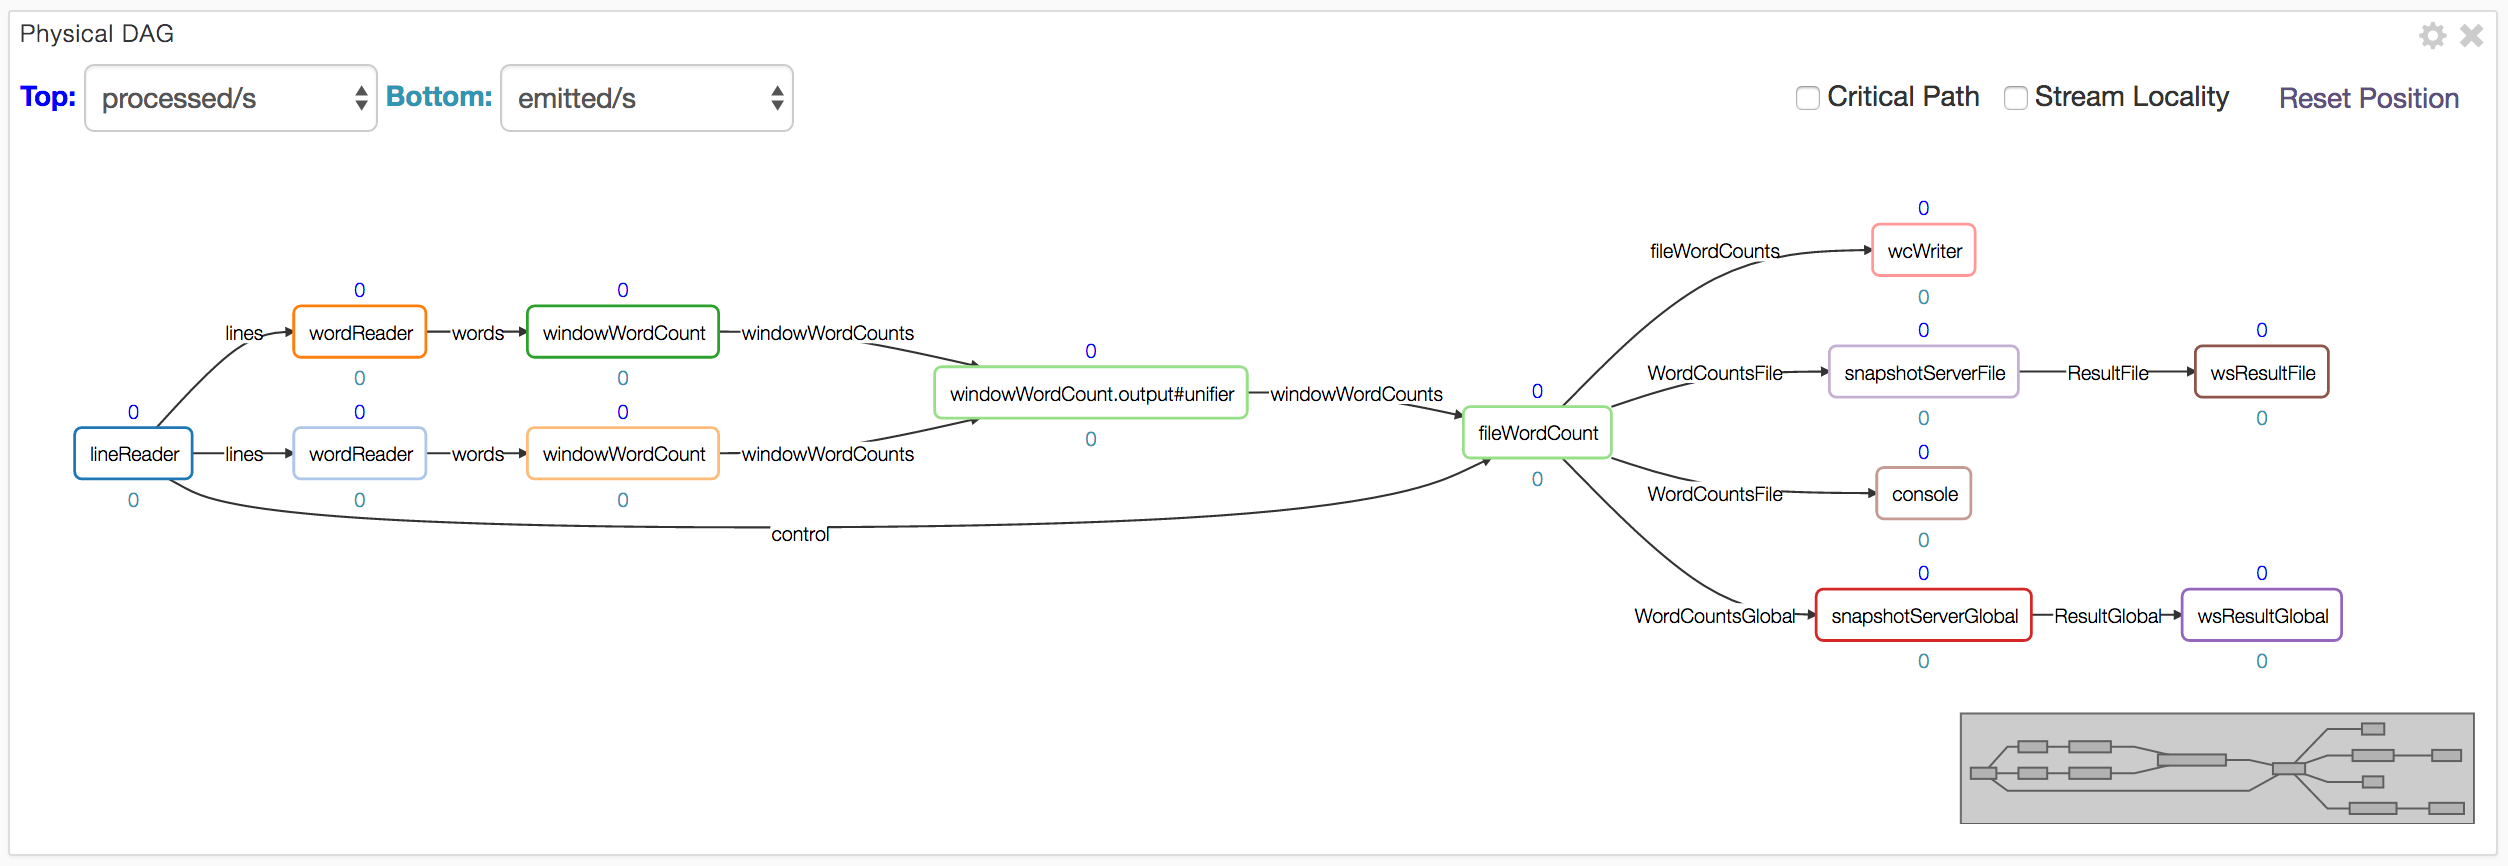 Physical DAG
Top: processed/s Bottom: emitted/s Critical Path Stream Locality Reset Position
0
fileWordCounts wcWriter
0
0 0 0 0
lines wordReader words windowWordCount windowWordCounts
0
WordCountsFile snapshotServerFile ResultFile wsResultFile
0 0
windowWordCount.output#unifier windowWordCounts
0
0 0
0 0 0
0
fileWordCount
0
0
lineReader lines wordReader words windowWordCount windowWordCounts
0 0 0
0
WordCountsFile console
0
control
0 0
WordCountsGlobal snapshotServerGlobal ResultGlobal wsResultGlobal
0 0